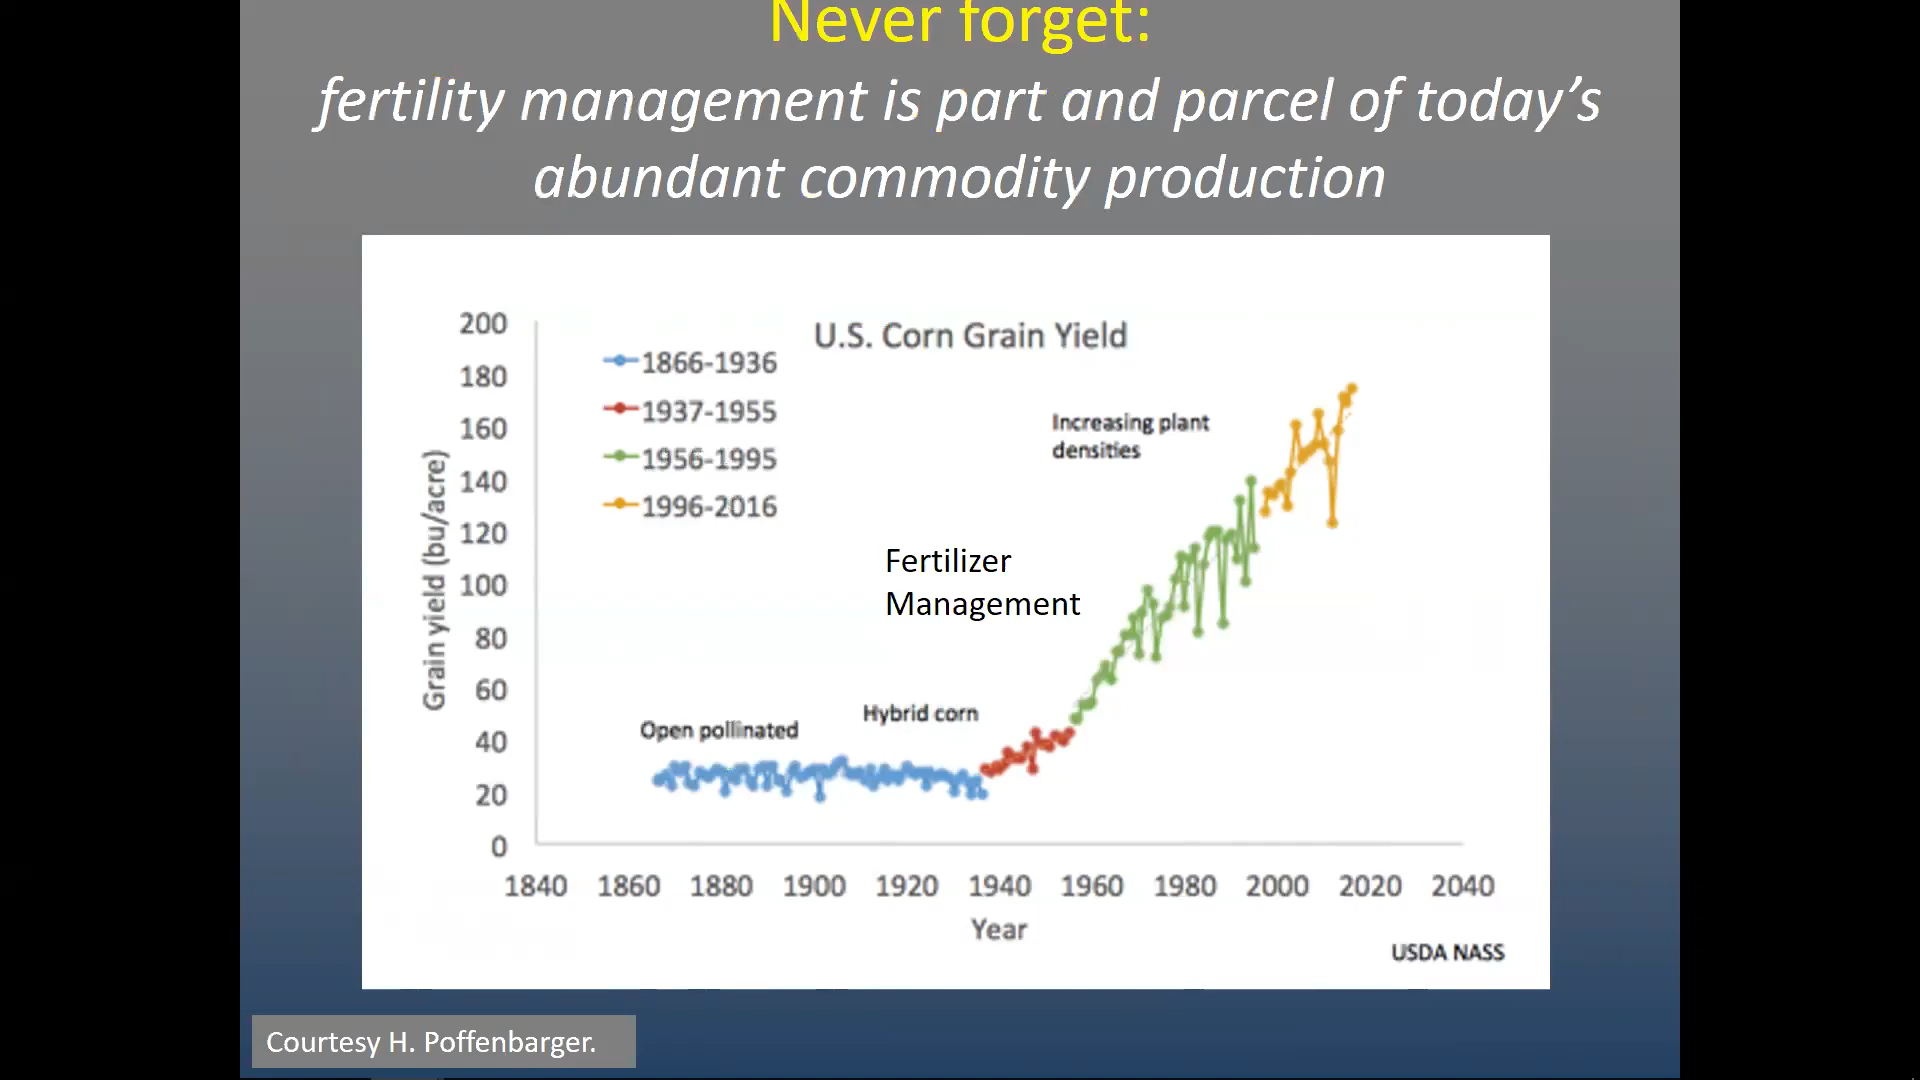 Never forget:
fertility management is part and parcel of today’s
abundant commodity production
U.S. Corn Grain Yield
200
180
160
140
120
100
80
60
40
20
0
Grain yield (bu/acre)
1866-1936
1937-1955
1956-1995
1996-2016
Increasing plant
densities
Fertilizer
Management
Hybrid corn
Open pollinated
1840 1860 1880 1900 1920 1940 1960 1980 2000 2020 2040
Year
USDA NASS
Courtesy H. Poffenbarger.